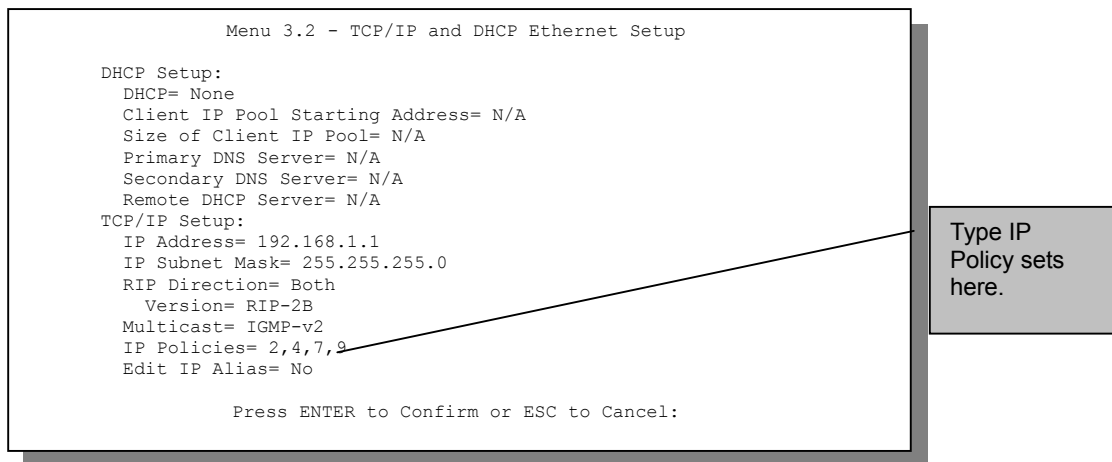 Menu 3.2 - TCP/IP and DHCP Ethernet Setup
DHCP Setup:
DHCP= None
Client IP Pool Starting Address= N/A
Size of Client IP Pool= N/A
Primary DNS Server= N/A
Secondary DNS Server= N/A
Remote DHCP Server= N/A
TCP/IP Setup:
IP Address= 192.168.1.1
IP Subnet Mask= 255.255.255.0
RIP Direction= Both
Version= RIP-2B
Multicast= IGMP-v2
IP Policies= 2,4,7,9
Edit IP Alias= No
Press ENTER to Confirm or ESC to Cancel:
Type IP
Policy sets
here.